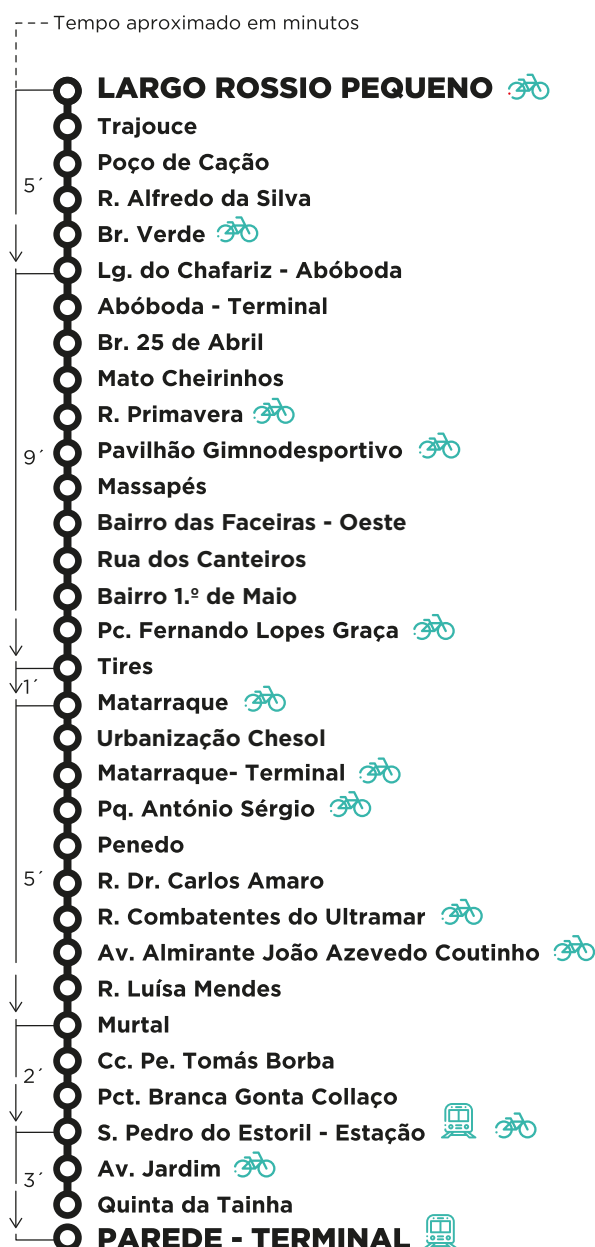 Tempo aproximado em minutos
LARGO ROSSIO PEQUENO
Trajouce
Poço de Cação
5´
R. Alfredo da Silva
Br. Verde
Lg. do Chafariz - Abóboda
Abóboda - Terminal
Br. 25 de Abril
Mato Cheirinhos
R. Primavera
Pavilhão Gimnodesportivo
9´
Massapés
Bairro das Faceiras - Oeste
Rua dos Canteiros
Bairro 1.º de Maio
Pc. Fernando Lopes Graça
Tires
1´
Matarraque
Urbanização Chesol
Matarraque- Terminal
Pq. António Sérgio
Penedo
5´
R. Dr. Carlos Amaro
R. Combatentes do Ultramar
Av. Almirante João Azevedo Coutinho
R. Luísa Mendes
Murtal
Cc. Pe. Tomás Borba
2´
Pct. Branca Gonta Collaço
S. Pedro do Estoril - Estação
Av. Jardim
3´
Quinta da Tainha
PAREDE - TERMINAL